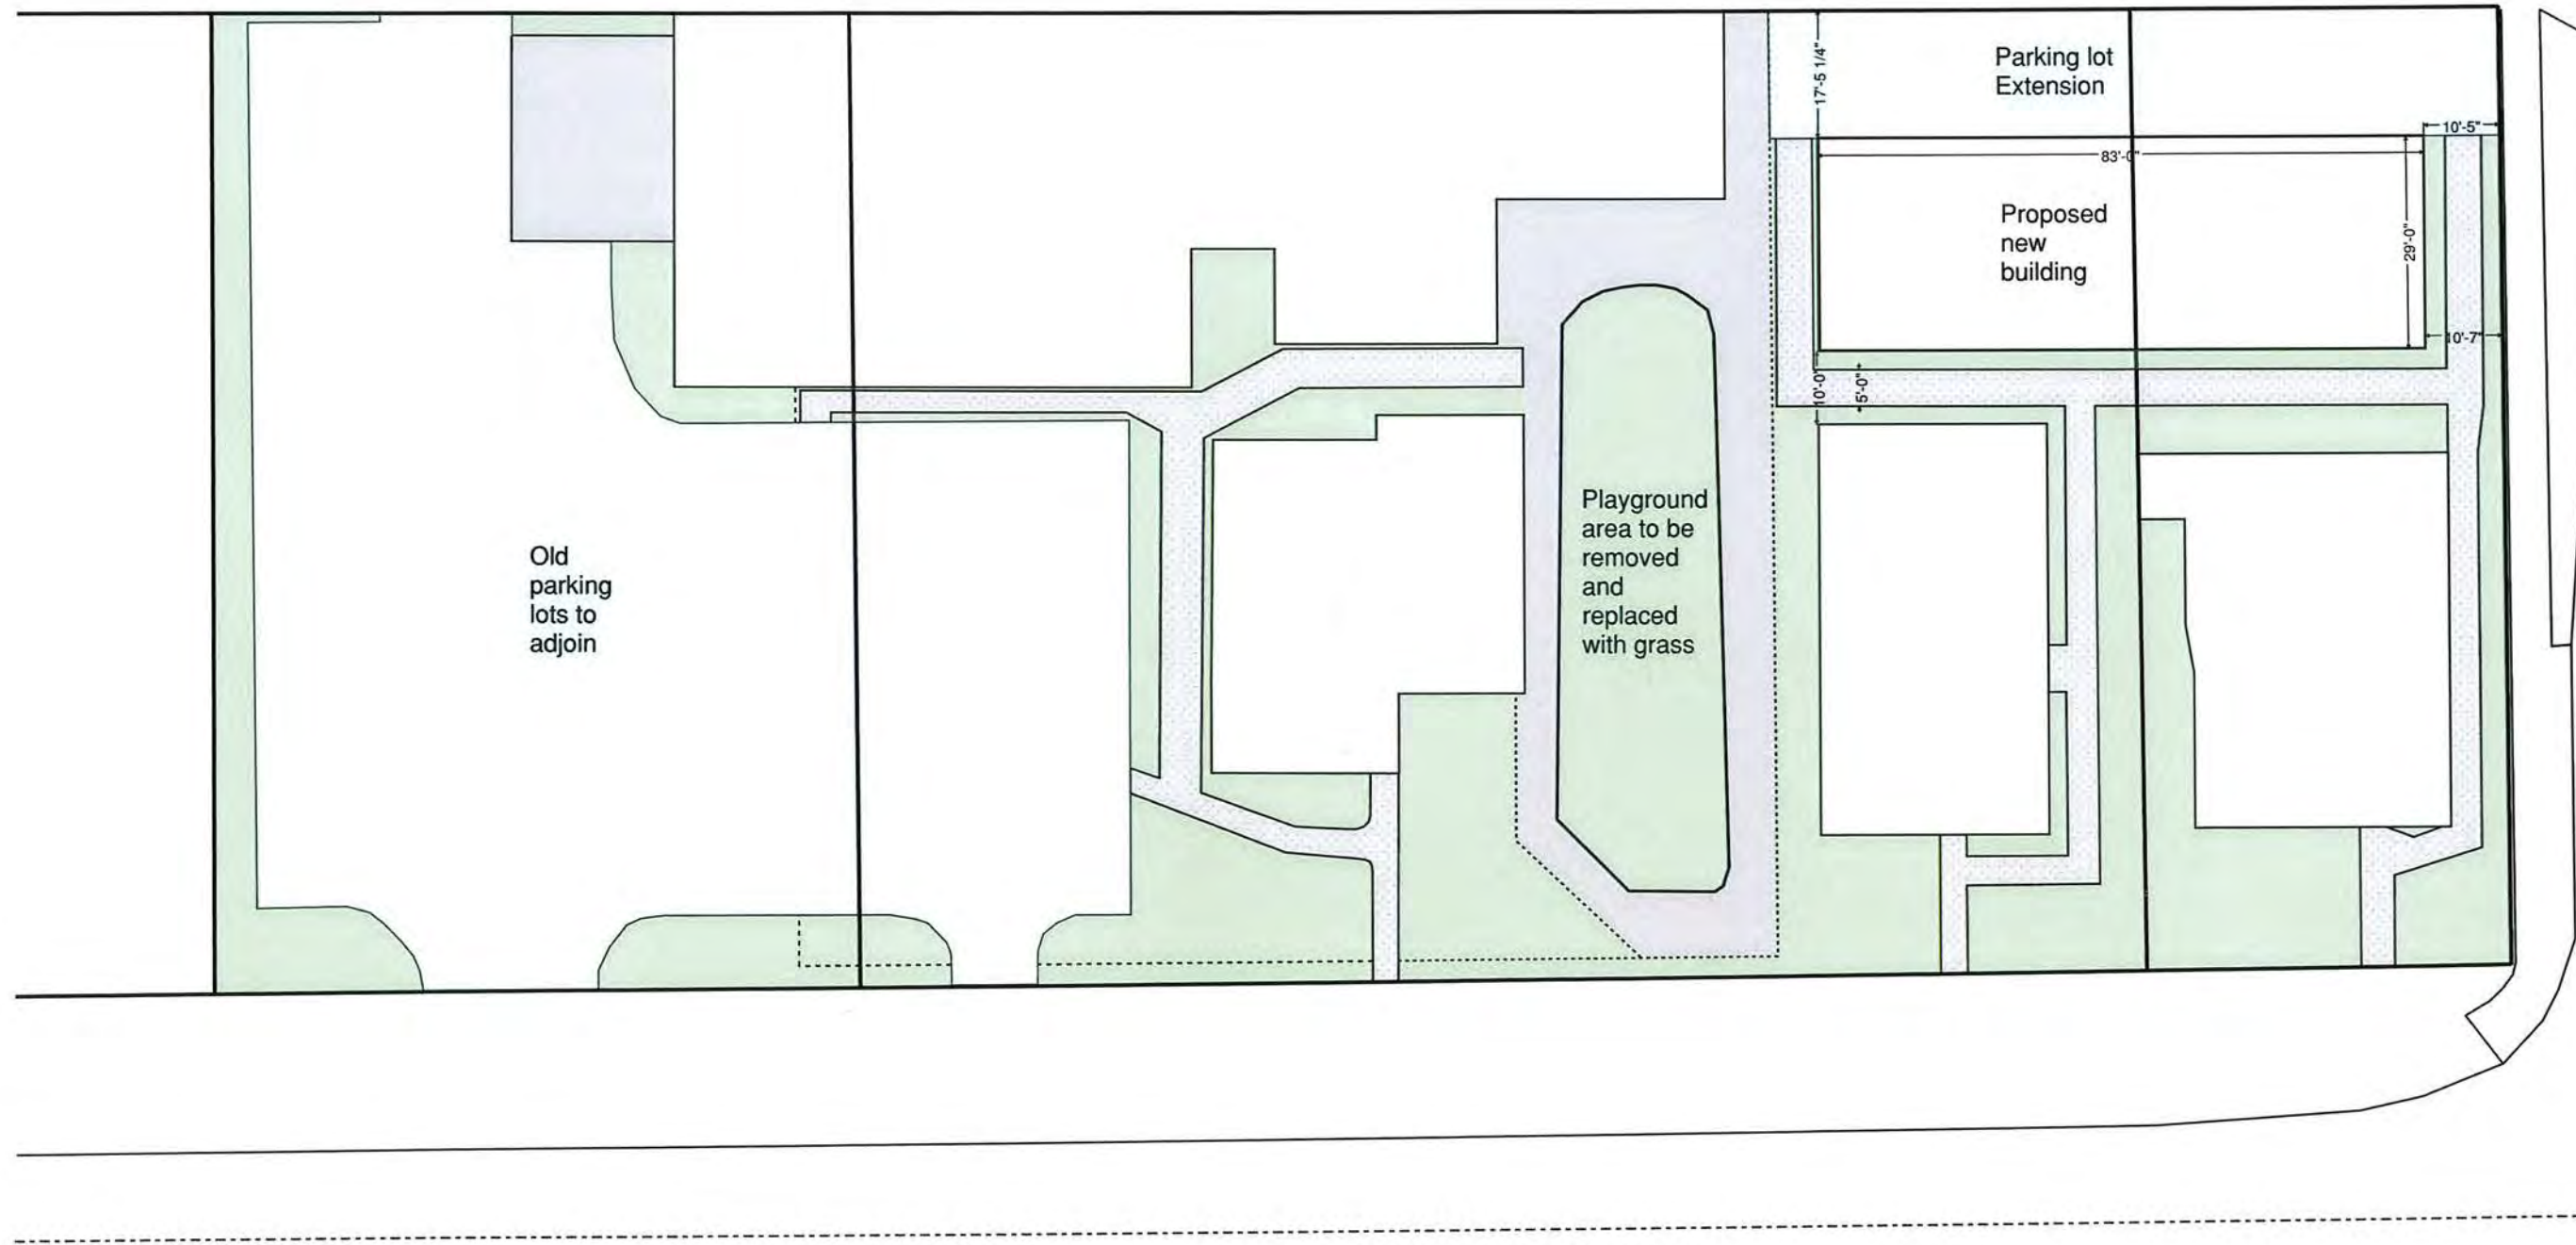 Parking lot
Extension
17'-5 1/4"
10'-5"
83'-0"
Proposed
new
building
29'-0"
10'-7"
10'-0"
5'-0"
Playground
area to be
removed
and
replaced
with grass
Old
parking
lots to
adjoin